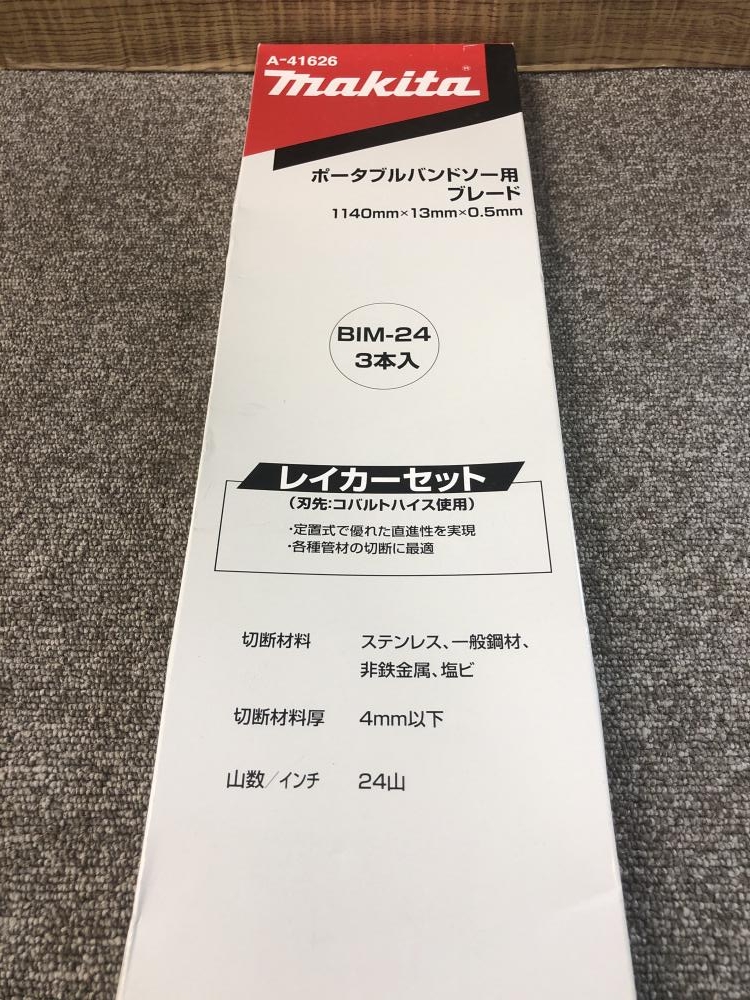 A-41626
makita®
ポータブルバンドソー用
ブレード
1140mm×13mm×0.5mm
BIM-24
3本入
レイカーセット
(刃先:コバルトハイス使用)
・定置式で優れた直進性を実現
・各種管材の切断に最適
切断材料 ステンレス、一般鋼材、
非鉄金属、塩ビ
切断材料厚 4mm以下
山数/インチ 24山